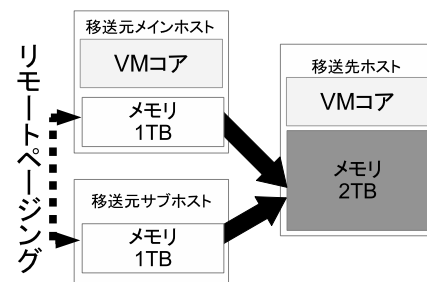 リモートページング
移送元メインホスト
VMコア
メモリ
1TB
移送元サブホスト
メモリ
1TB
移送先ホスト
VMコア
メモリ
2TB